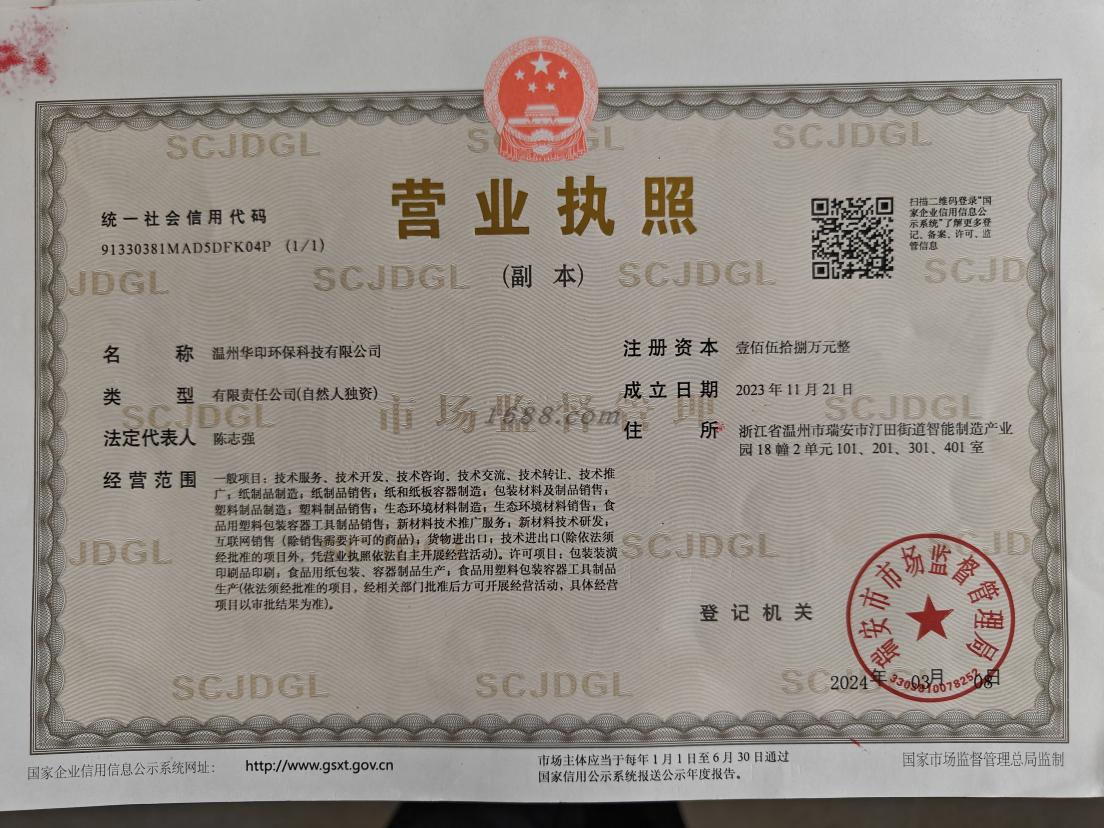 SCJDGL SCJDGL SCJDGL
营业执照
(副 本)
统一社会信用代码
91330381MAD5DFK04P (1/1)
扫描二维码登录“国
家企业信用信息公
示系统”了解更多登
记、备案、许可、监
管信息
JDGL SCJDGL SCJDGL SCJD
名 称 温州华印环保科技有限公司
类 型 有限责任公司(自然人独资)
法定代表人 陈志强
经营范围 一般项目：技术服务、技术开发、技术咨询、技术交流、技术转让、技术推
广；纸制品制造；纸制品销售；纸和纸板容器制造；包装材料及制品销售；
塑料制品制造；塑料制品销售；生态环境材料制造；生态环境材料销售；食
品用塑料包装容器工具制品销售；新材料技术推广服务；新材料技术研发；
互联网销售（除销售需要许可的商品）；货物进出口；技术进出口(除依法须
经批准的项目外，凭营业执照依法自主开展经营活动)。许可项目：包装装潢
印刷品印刷；食品用纸包装、容器制品生产；食品用塑料包装容器工具制品
生产(依法须经批准的项目，经相关部门批准后方可开展经营活动，具体经营
项目以审批结果为准)。
注册资本 壹佰伍拾捌万元整
成立日期 2023年11月21日
住 所 浙江省温州市瑞安市汀田街道智能制造产业
园18幢2单元101、201、301、401室
SCJDGL 市场监督管理 SCJDGL
1688.com
JDGL SCJDGL SCJD
登记机关
瑞安市市场监督管理局
3303810078252
2024年 03月 08日
SCJDGL SCJDGL SC
国家企业信用信息公示系统网址： http://www.gsxt.gov.cn
市场主体应当于每年1月1日至6月30日通过
国家信用公示系统报送公示年度报告。
国家市场监督管理总局监制